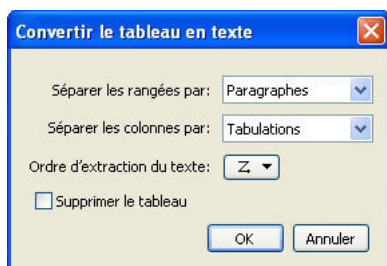 Convertir le tableau en texte
Séparer les rangées par: Paragraphes
Séparer les colonnes par: Tabulations
Ordre d'extraction du texte:
Supprimer le tableau
OK Annuler